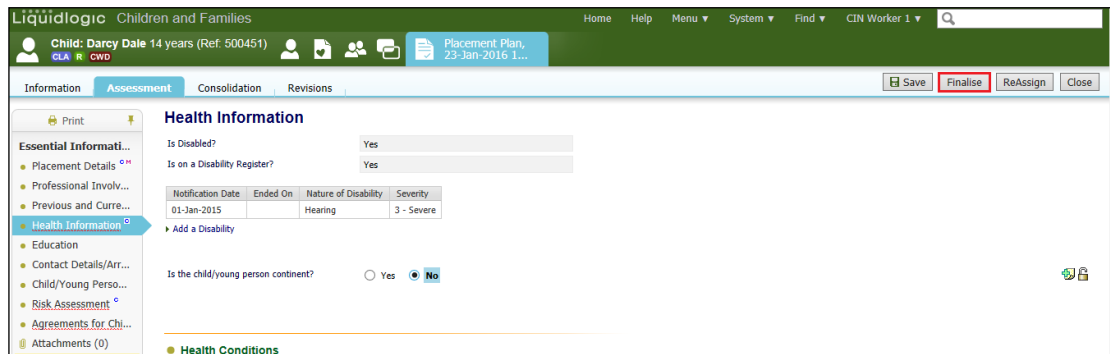 Liquidlogic Children and Families Home Help Menu ▼ System ▼ Find ▼ CIN Worker 1 ▼
Child: Darcy Dale 14 years (Ref: 500451)
CLA R CWD
Placement Plan,
23-Jan-2016 1...
Information Assessment Consolidation Revisions Save Finalise ReAssign Close
Print
Essential Informati...
Placement Details C M
Professional Involv...
Previous and Curre...
Health Information C
Education
Contact Details/Arr...
Child/Young Perso...
Risk Assessment C
Agreements for Chi...
Attachments (0)
Health Information
Is Disabled? Yes
Is on a Disability Register? Yes
Notification Date Ended On Nature of Disability Severity
01-Jan-2015 Hearing 3 - Severe
Add a Disability
Is the child/young person continent? Yes No
Health Conditions